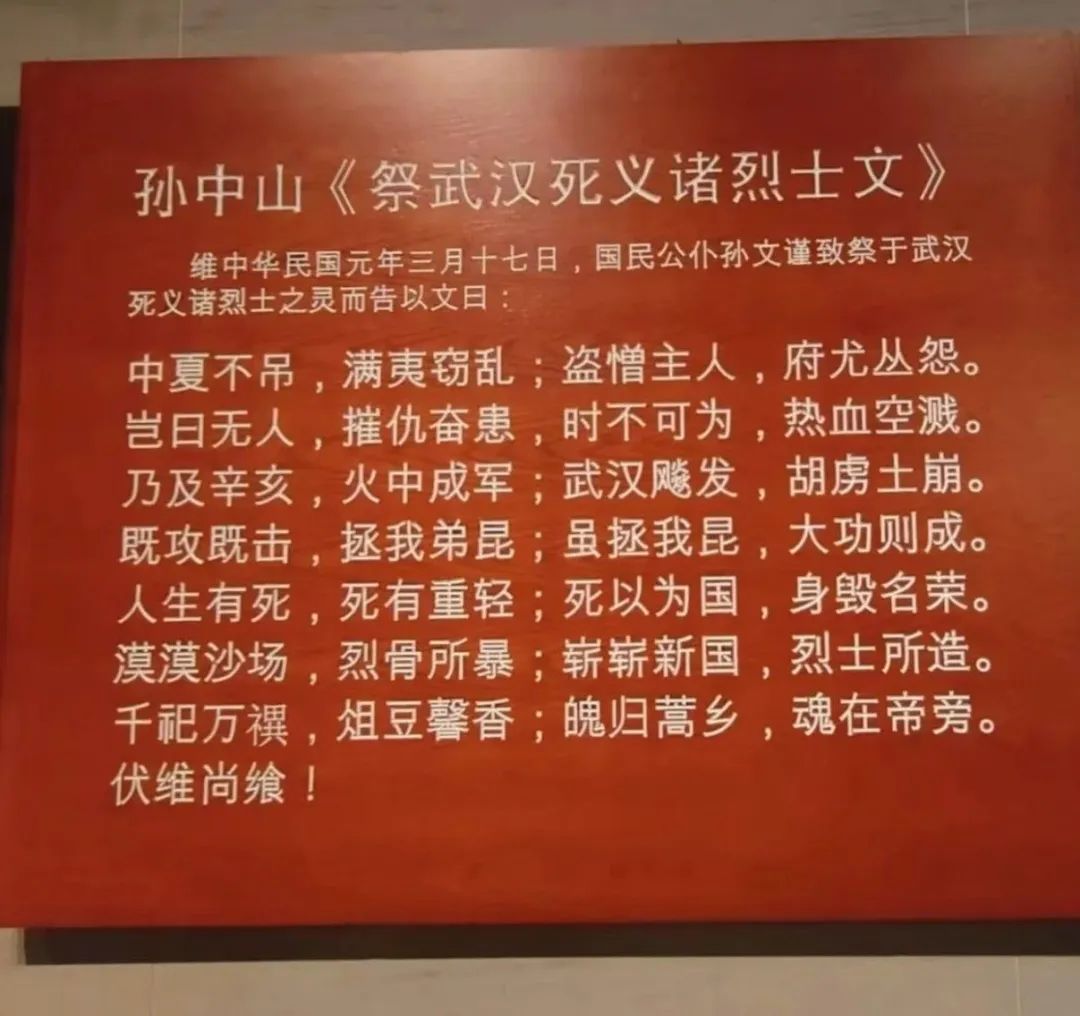 孙中山《祭武汉死义诸烈士文》
维中华民国元年三月十七日，国民公仆孙文谨致祭于武汉
死义诸烈士之灵而告以文曰：
中夏不吊，满夷窃乱；盗憎主人，府尤丛怨。
岂曰无人，摧仇奋患，时不可为，热血空溅。
乃及辛亥，火中成军；武汉飚发，胡虏土崩。
既攻既击，拯我弟昆；虽拯我昆，大功则成。
人生有死，死有重轻；死以为国，身毁名荣。
漠漠沙场，烈骨所暴；崭崭新国，烈士所造。
千祀万禩，俎豆馨香；魄归蒿乡，魂在帝旁。
伏维尚飨！